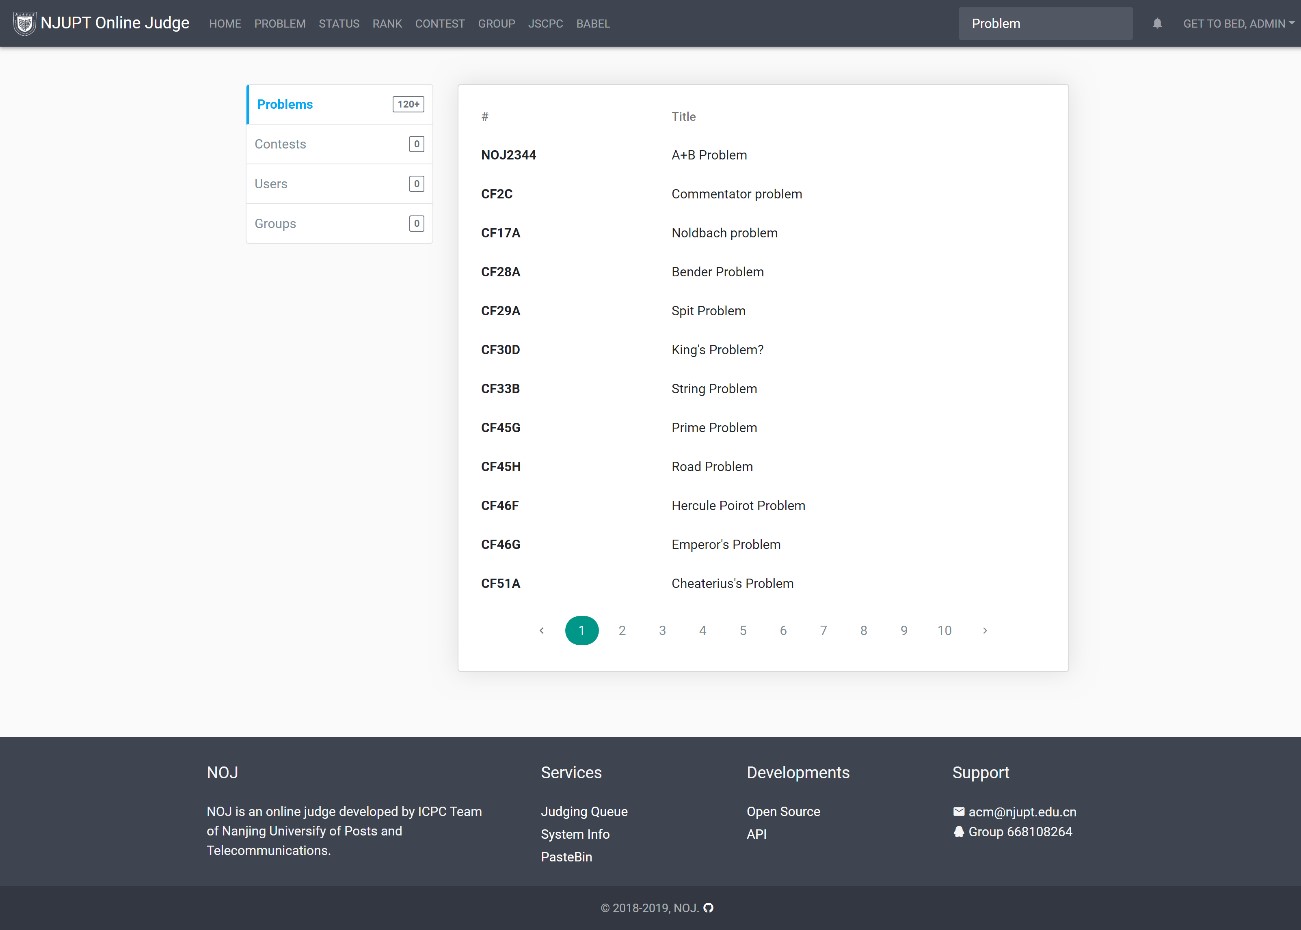 NJUPT Online Judge HOME PROBLEM STATUS RANK CONTEST GROUP JSCPC BABEL Problem GET TO BED, ADMIN
Problems 120+
Contests 0
Users 0
Groups 0
# Title
NOJ2344 A+B Problem
CF2C Commentator problem
CF17A Noldbach problem
CF28A Bender Problem
CF29A Spit Problem
CF30D King's Problem?
CF33B String Problem
CF45G Prime Problem
CF45H Road Problem
CF46F Hercule Poirot Problem
CF46G Emperor's Problem
CF51A Cheaterius's Problem
‹ 1 2 3 4 5 6 7 8 9 10 ›
NOJ
NOJ is an online judge developed by ICPC Team
of Nanjing Universify of Posts and
Telecommunications.
Services
Judging Queue
System Info
PasteBin
Developments
Open Source
API
Support
acm@njupt.edu.cn
Group 668108264
© 2018-2019, NOJ.